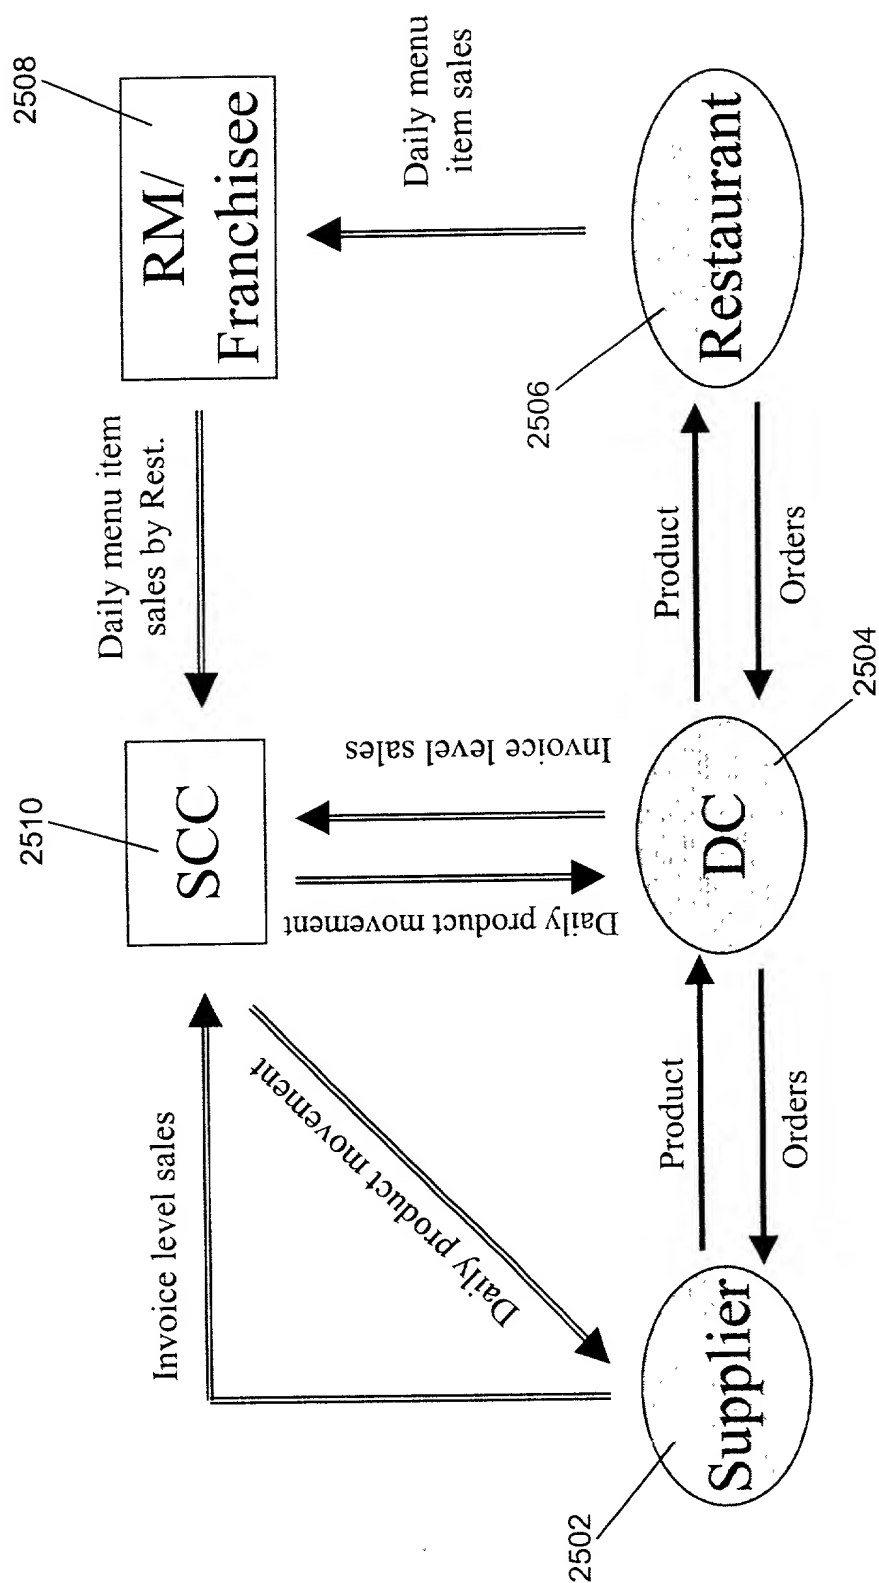 2510
2508
SCC
RM/
Franchisee
Daily menu item
sales by Rest.
Invoice level sales
Daily product movement
Daily product movement
Invoice level sales
Daily menu
item sales
2502
Supplier
Product
Orders
DC
2504
Product
Orders
2506
Restaurant